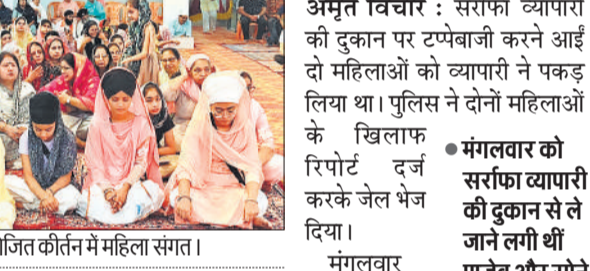 जित कीर्तन में महिला संगत।
अमृत विचार : सर्राफा व्यापारी
की दुकान पर टप्पेबाजी करने आईं
दो महिलाओं को व्यापारी ने पकड़
लिया था। पुलिस ने दोनों महिलाओं
के खिलाफ
रिपोर्ट दर्ज
करके जेल भेज
दिया।
मंगलवार
मंगलवार को
सर्राफा व्यापारी
की दुकान से ले
जाने लगी थीं